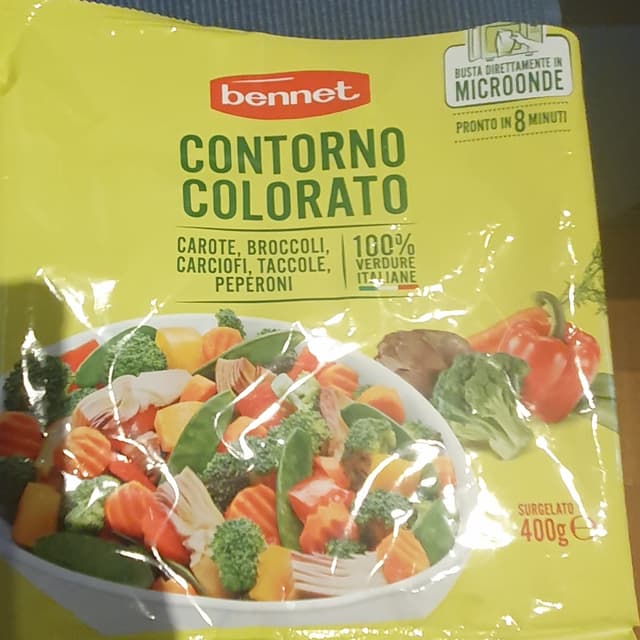 bennet
CONTORNO
COLORATO
CAROTE, BROCCOLI,
CARCIOFI, TACCOLE,
PEPERONI
100%
VERDURE
ITALIANE
BUSTA DIRETTAMENTE IN
MICROONDE
PRONTO IN 8 MINUTI
SURGELATO
400g e